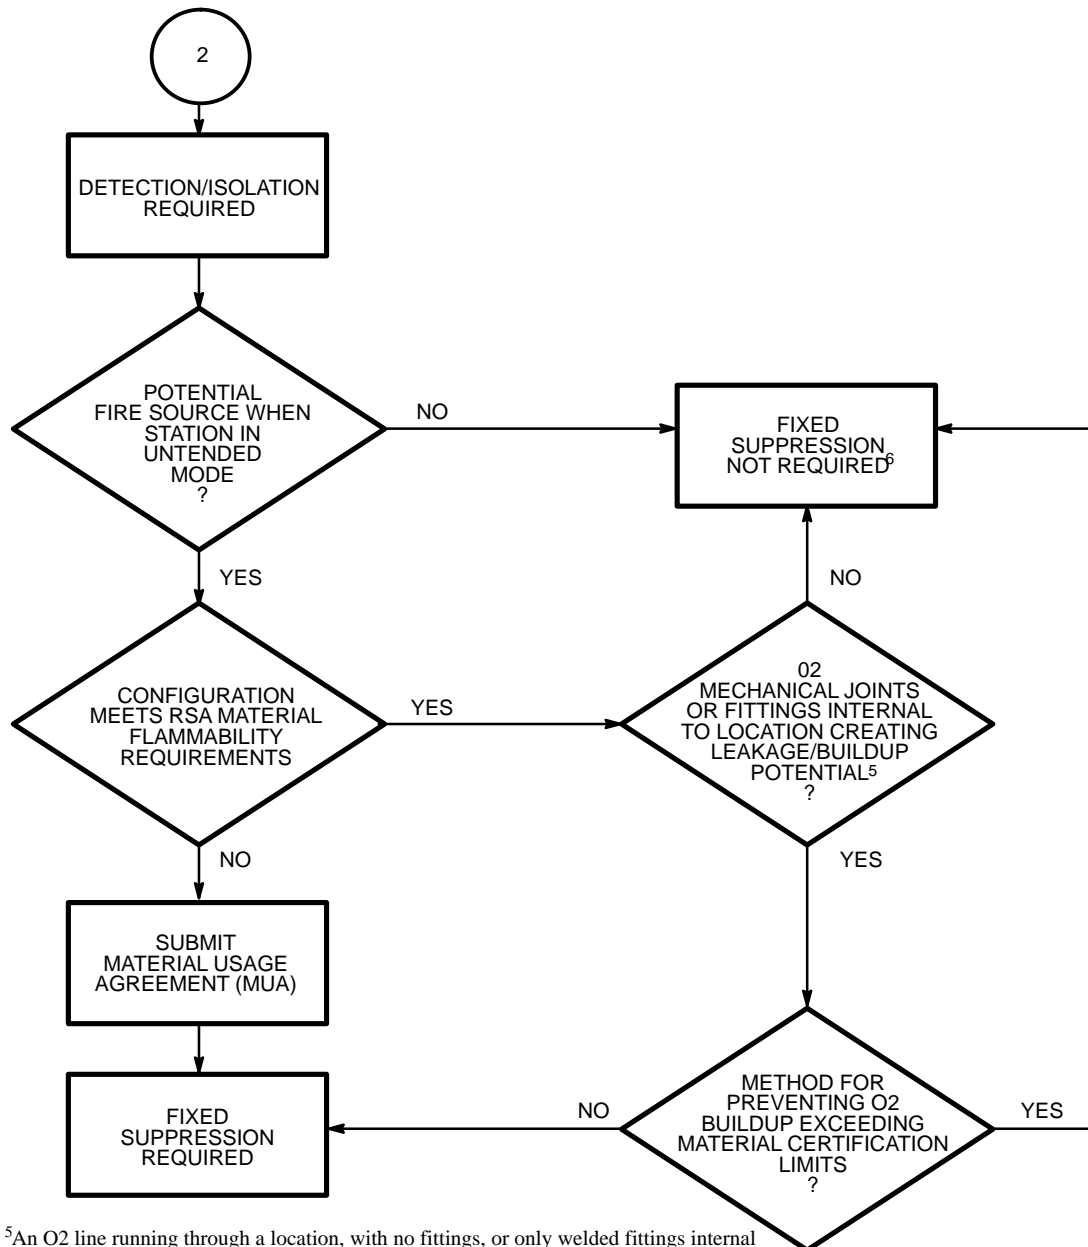 2
DETECTION/ISOLATION
REQUIRED
POTENTIAL
FIRE SOURCE WHEN
STATION IN
UNTENDED
MODE
?
NO
FIXED
SUPPRESSION
NOT REQUIRED6
YES
NO
CONFIGURATION
MEETS RSA MATERIAL
FLAMMABILITY
REQUIREMENTS
YES
02
MECHANICAL JOINTS
OR FITTINGS INTERNAL
TO LOCATION CREATING
LEAKAGE/BUILDUP
POTENTIAL5
?
NO
YES
SUBMIT
MATERIAL USAGE
AGREEMENT (MUA)
FIXED
SUPPRESSION
REQUIRED
NO
METHOD FOR
PREVENTING O2
BUILDUP EXCEEDING
MATERIAL CERTIFICATION
LIMITS
?
YES
5An O2 line running through a location, with no fittings, or only welded fittings internal